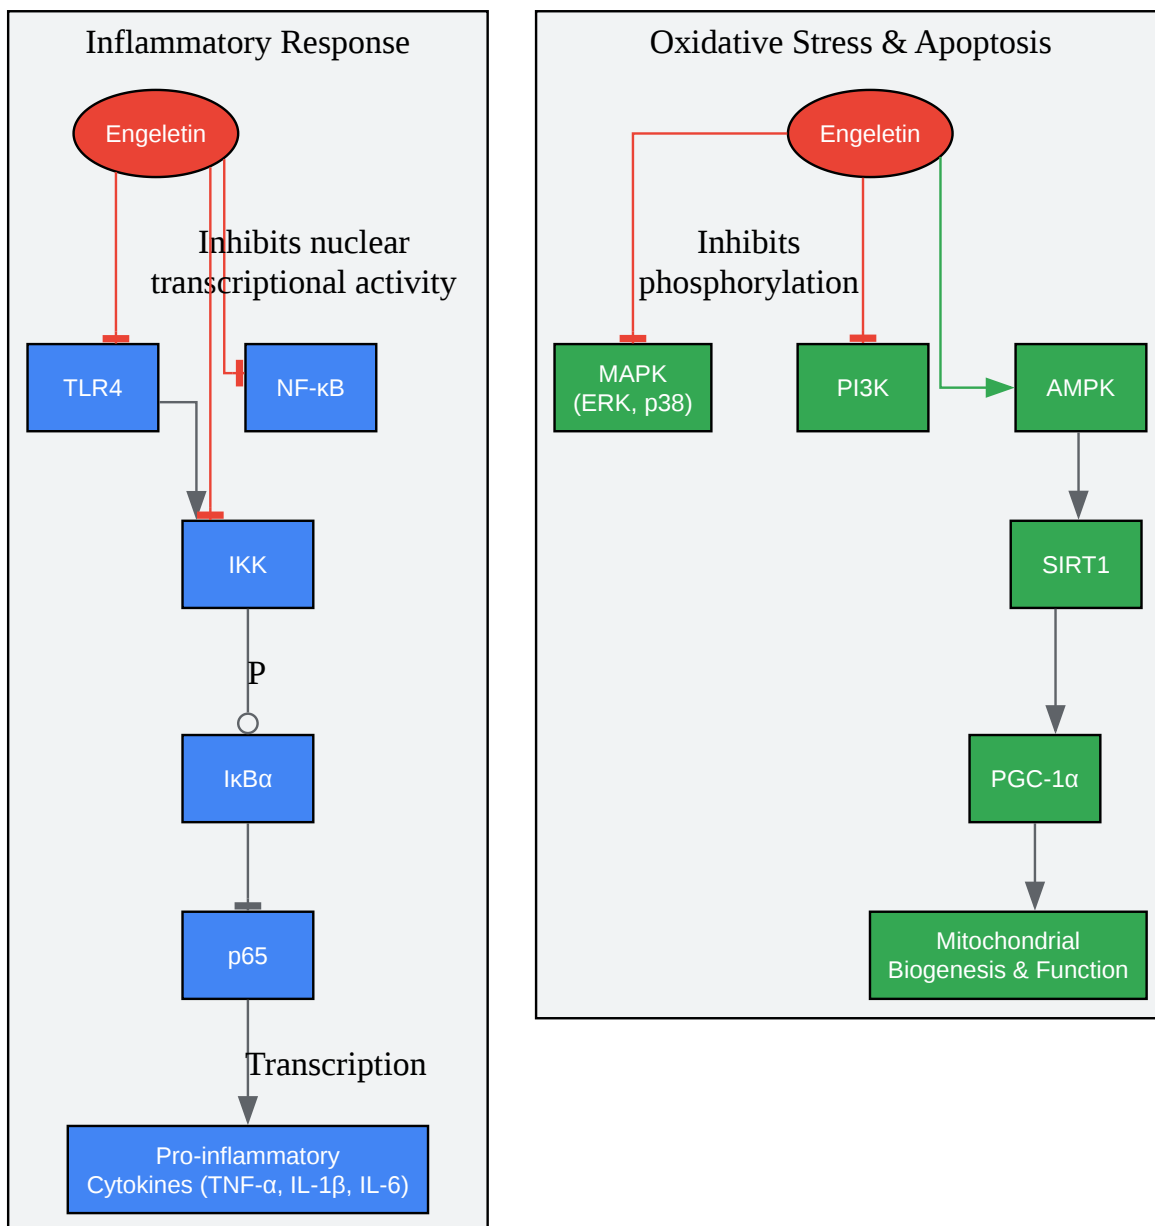 Inflammatory Response
Engeletin
Inhibits nuclear
transcriptional activity
TLR4
NF-κB
IKK
P
IκBα
p65
Transcription
Pro-inflammatory
Cytokines (TNF-α, IL-1β, IL-6)
Oxidative Stress & Apoptosis
Engeletin
Inhibits
phosphorylation
MAPK
(ERK, p38)
PI3K
AMPK
SIRT1
PGC-1α
Mitochondrial
Biogenesis & Function